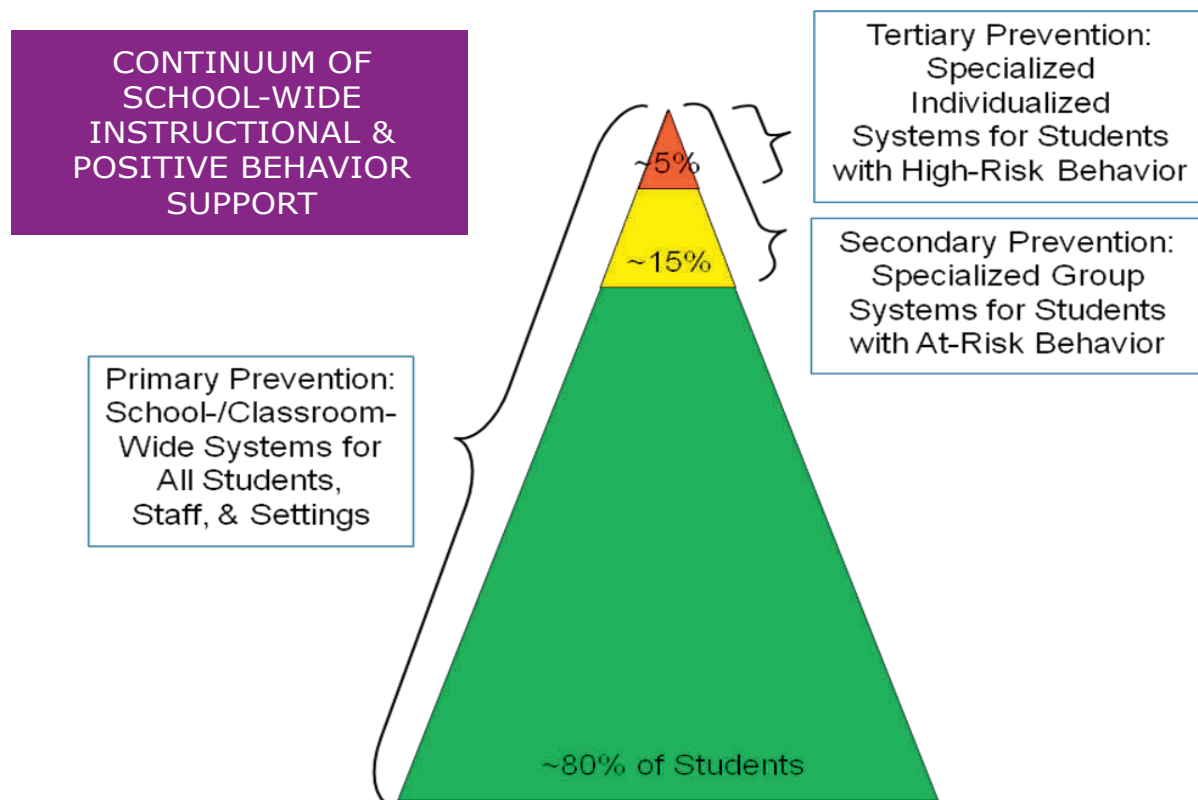 CONTINUUM OF
SCHOOL-WIDE
INSTRUCTIONAL &
POSITIVE BEHAVIOR
SUPPORT
Tertiary Prevention:
Specialized
Individualized
Systems for Students
with High-Risk Behavior
~5%
Secondary Prevention:
Specialized Group
Systems for Students
with At-Risk Behavior
~15%
Primary Prevention:
School-/Classroom-
Wide Systems for
All Students,
Staff, & Settings
~80% of Students